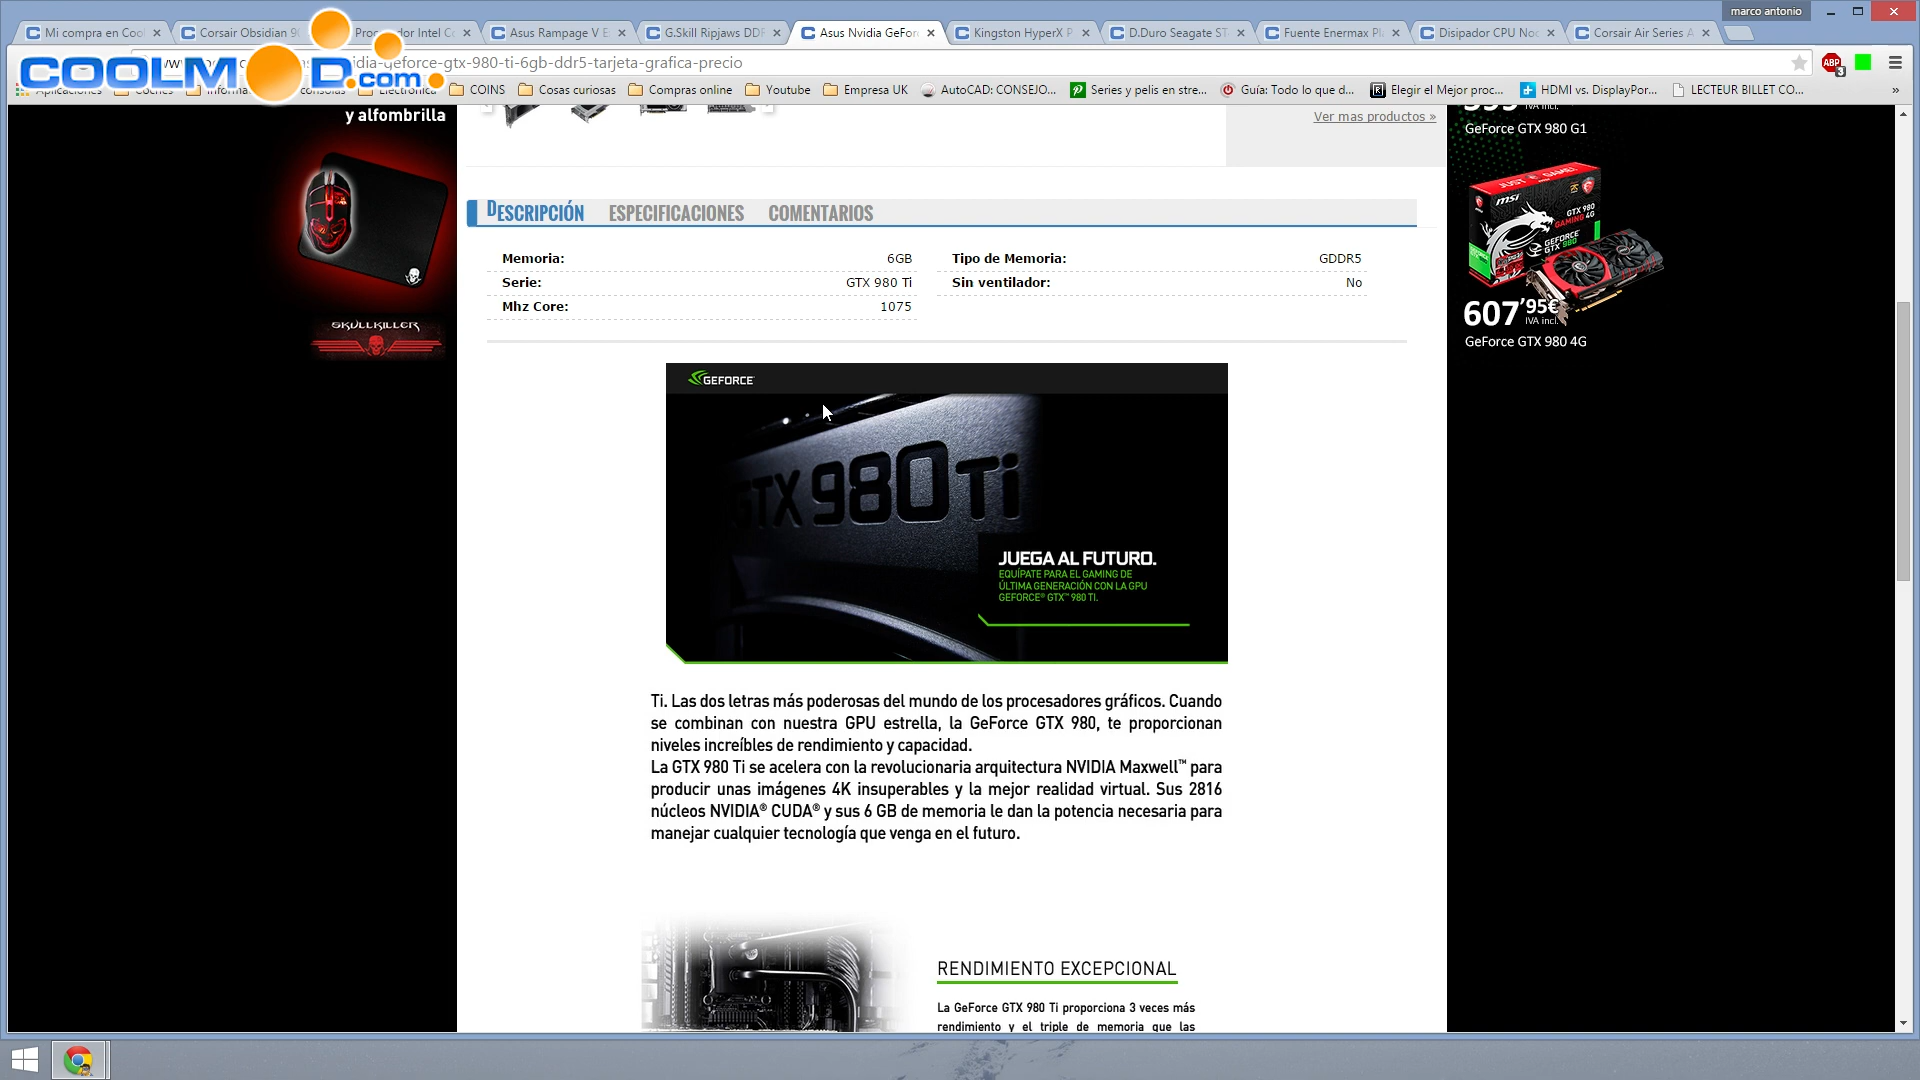 marco antonio
Mi compra en Cool
Corsair Obsidian 90
Procesador Intel Co
Asus Rampage V E
G.Skill Ripjaws DDR
Asus Nvidia GeForc
Kingston HyperX P
D.Duro Seagate ST
Fuente Enermax Pla
Disipador CPU Noc
Corsair Air Series A
COOLMOD.com
vidia-geforce-gtx-980-ti-6gb-ddr5-tarjeta-grafica-precio
ABP
3
Aplicaciones
Coches
consolas
Electrónica
COINS
Cosas curiosas
Compras online
Youtube
Empresa UK
AutoCAD: CONSEJO...
Series y pelis en stre...
Guía: Todo lo que d...
Elegir el Mejor proc...
HDMI vs. DisplayPor...
LECTEUR BILLET CO...
»
y alfombrilla
SKULLKILLER
Ver mas productos »
IVA incl.
GeForce GTX 980 G1
JUST GAME!
msi
GTX 980
GAMING 4G
GEFORCE
GTX 980
607'95€
IVA incl.
GeForce GTX 980 4G
DESCRIPCIÓN
ESPECIFICACIONES
COMENTARIOS
Memoria: 6GB
Tipo de Memoria: GDDR5
Serie: GTX 980 Ti
Sin ventilador: No
Mhz Core: 1075
GEFORCE
GTX 980 Ti
JUEGA AL FUTURO.
EQUÍPATE PARA EL GAMING DE
ÚLTIMA GENERACIÓN CON LA GPU
GEFORCE® GTX™ 980 TI.
Ti. Las dos letras más poderosas del mundo de los procesadores gráficos. Cuando
se combinan con nuestra GPU estrella, la GeForce GTX 980, te proporcionan
niveles increíbles de rendimiento y capacidad.
La GTX 980 Ti se acelera con la revolucionaria arquitectura NVIDIA Maxwell™ para
producir unas imágenes 4K insuperables y la mejor realidad virtual. Sus 2816
núcleos NVIDIA® CUDA® y sus 6 GB de memoria le dan la potencia necesaria para
manejar cualquier tecnología que venga en el futuro.
RENDIMIENTO EXCEPCIONAL
La GeForce GTX 980 Ti proporciona 3 veces más
rendimiento y el triple de memoria que las